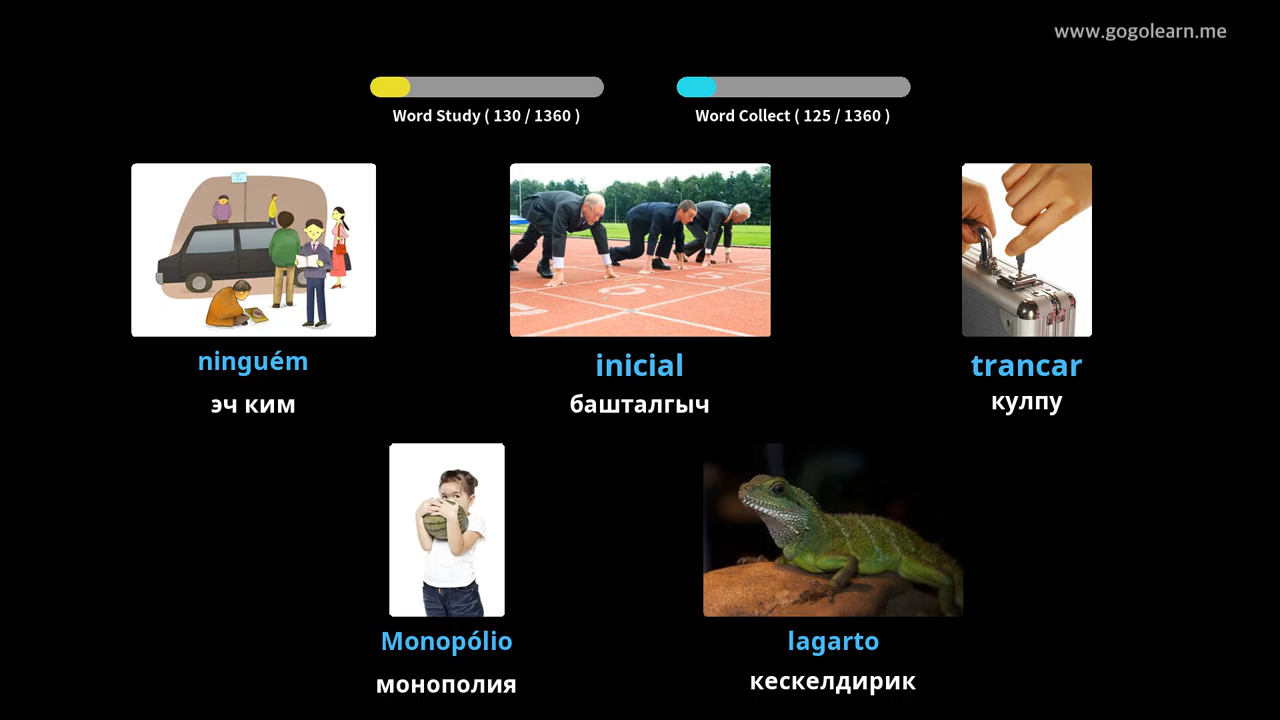 www.gogolearn.me
Word Study ( 130 / 1360 )
Word Collect ( 125 / 1360 )
ninguém
inicial
trancar
эч ким
башталгыч
кулпу
Monopólio
lagarto
монополия
кескелдирик